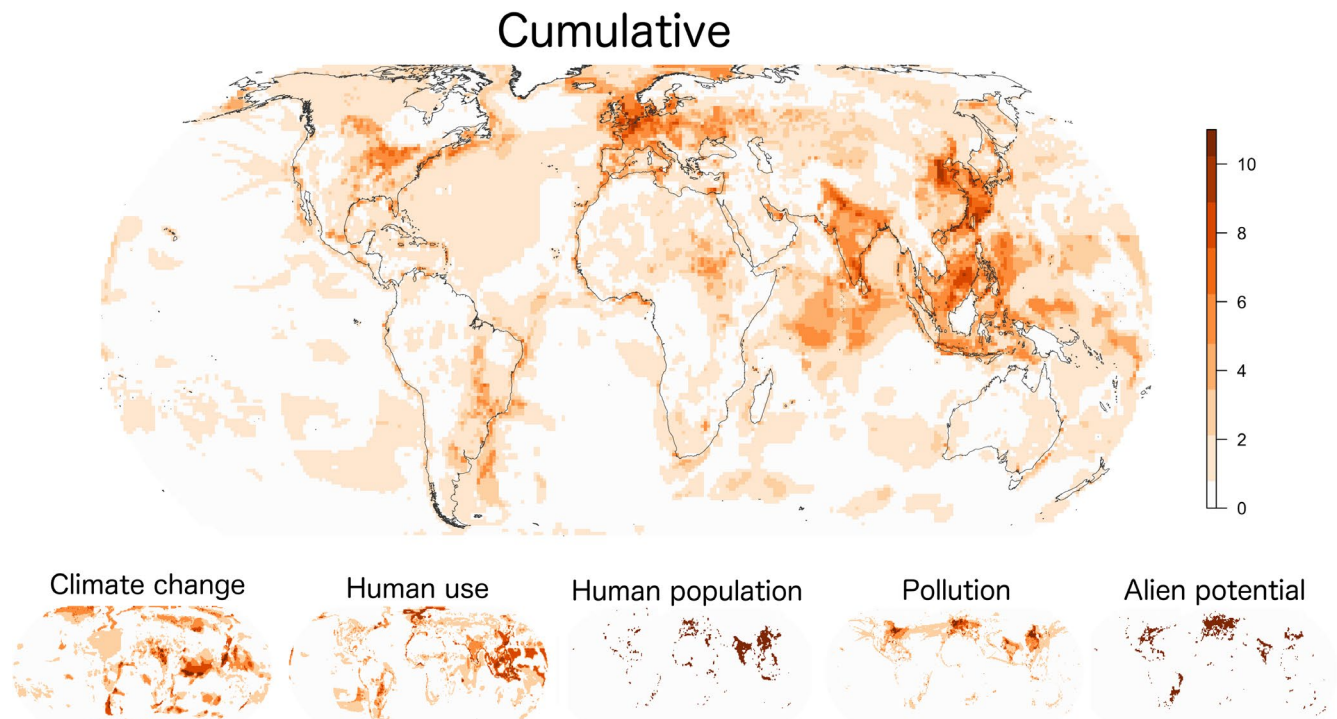 Cumulative
10
8
6
4
2
0
Climate change
Human use
Human population
Pollution
Alien potential